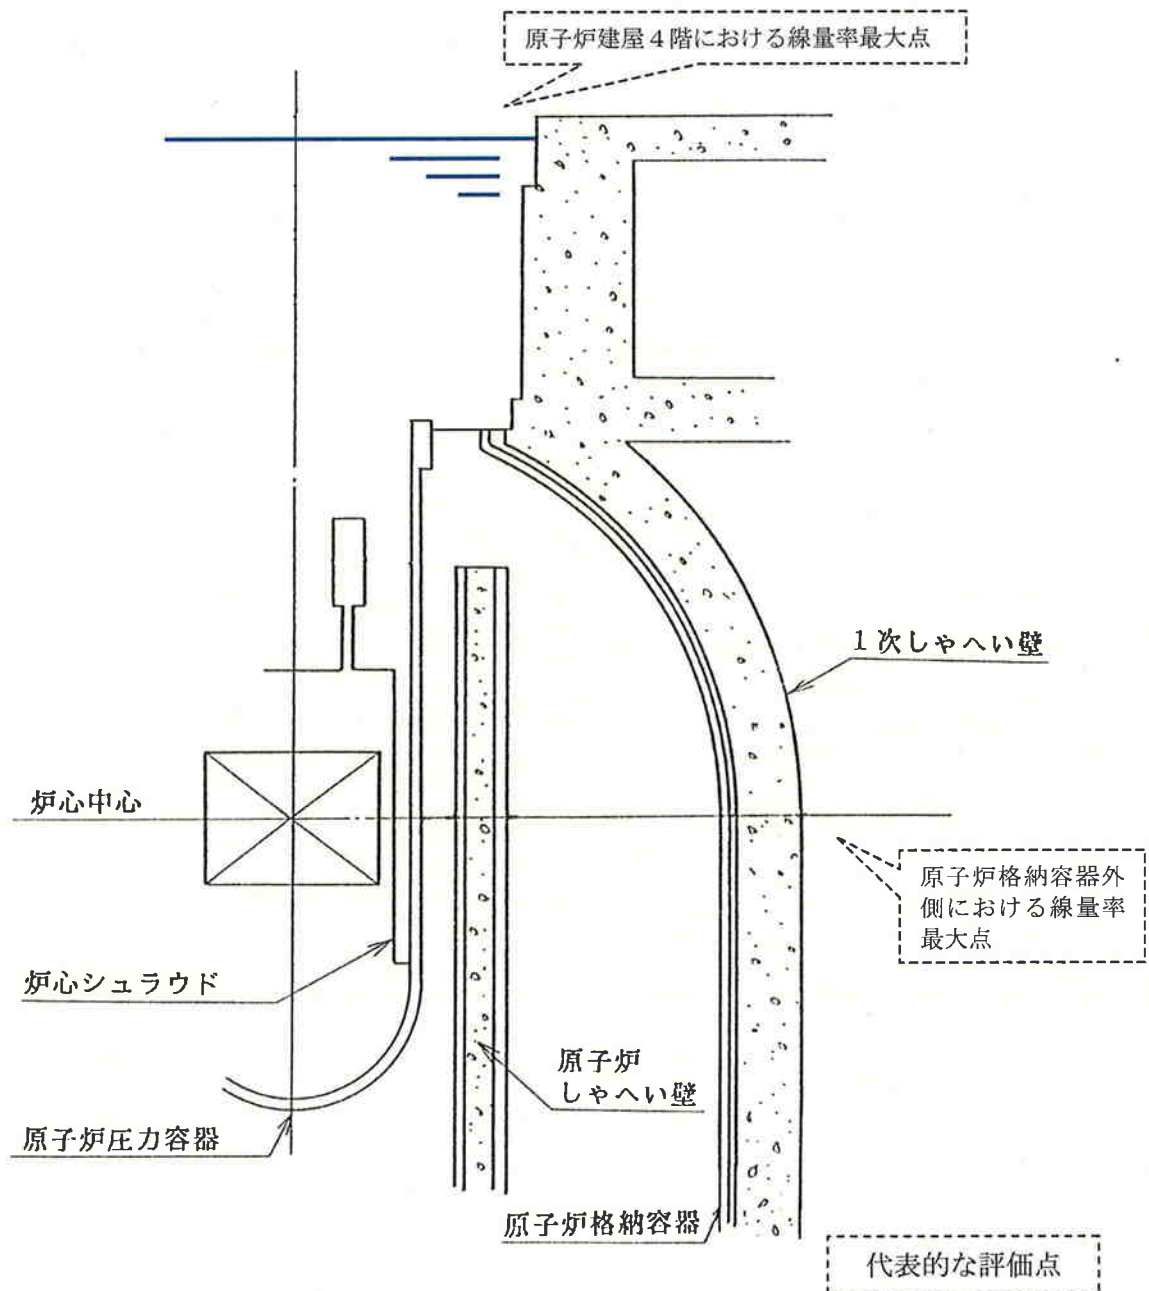 原子炉建屋4階における線量率最大点
1次しゃへい壁
炉心中心
原子炉格納容器外
側における線量率
最大点
炉心シュラウド
原子炉
しゃへい壁
原子炉圧力容器
原子炉格納容器
代表的な評価点